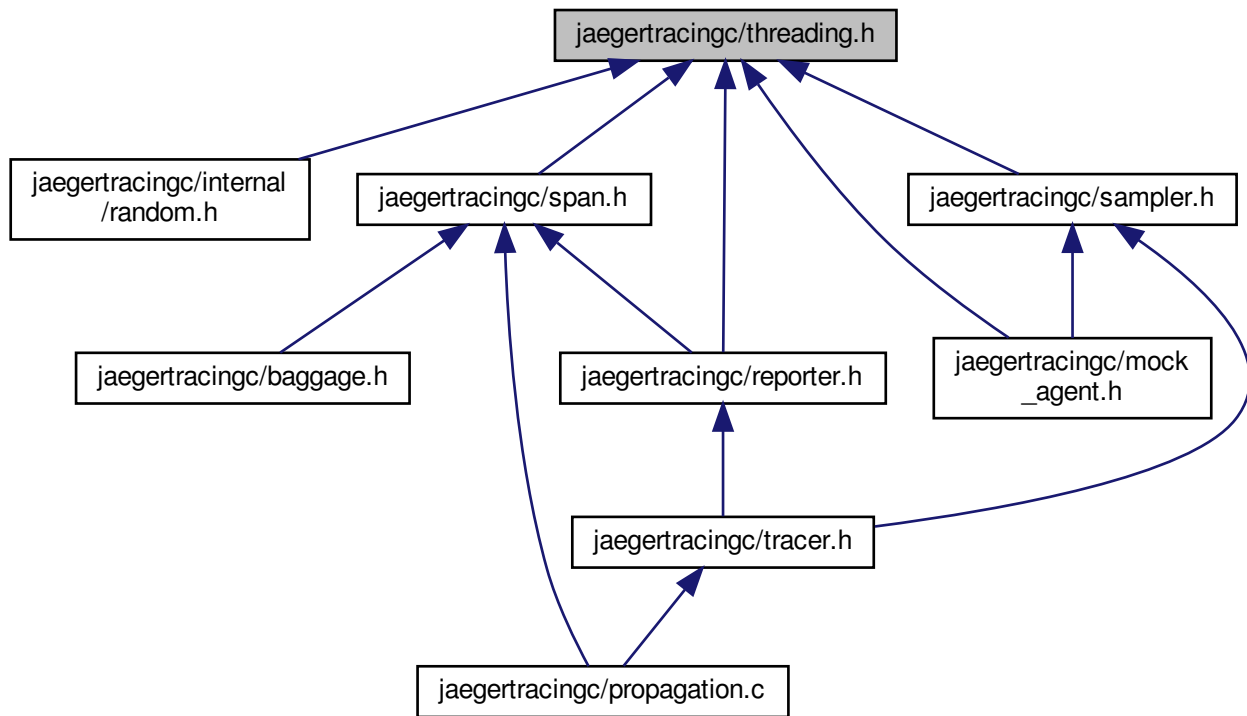 jaegertracingc/threading.h
jaegertracingc/internal
/random.h
jaegertracingc/span.h
jaegertracingc/sampler.h
jaegertracingc/baggage.h
jaegertracingc/reporter.h
jaegertracingc/mock
_agent.h
jaegertracingc/tracer.h
jaegertracingc/propagation.c